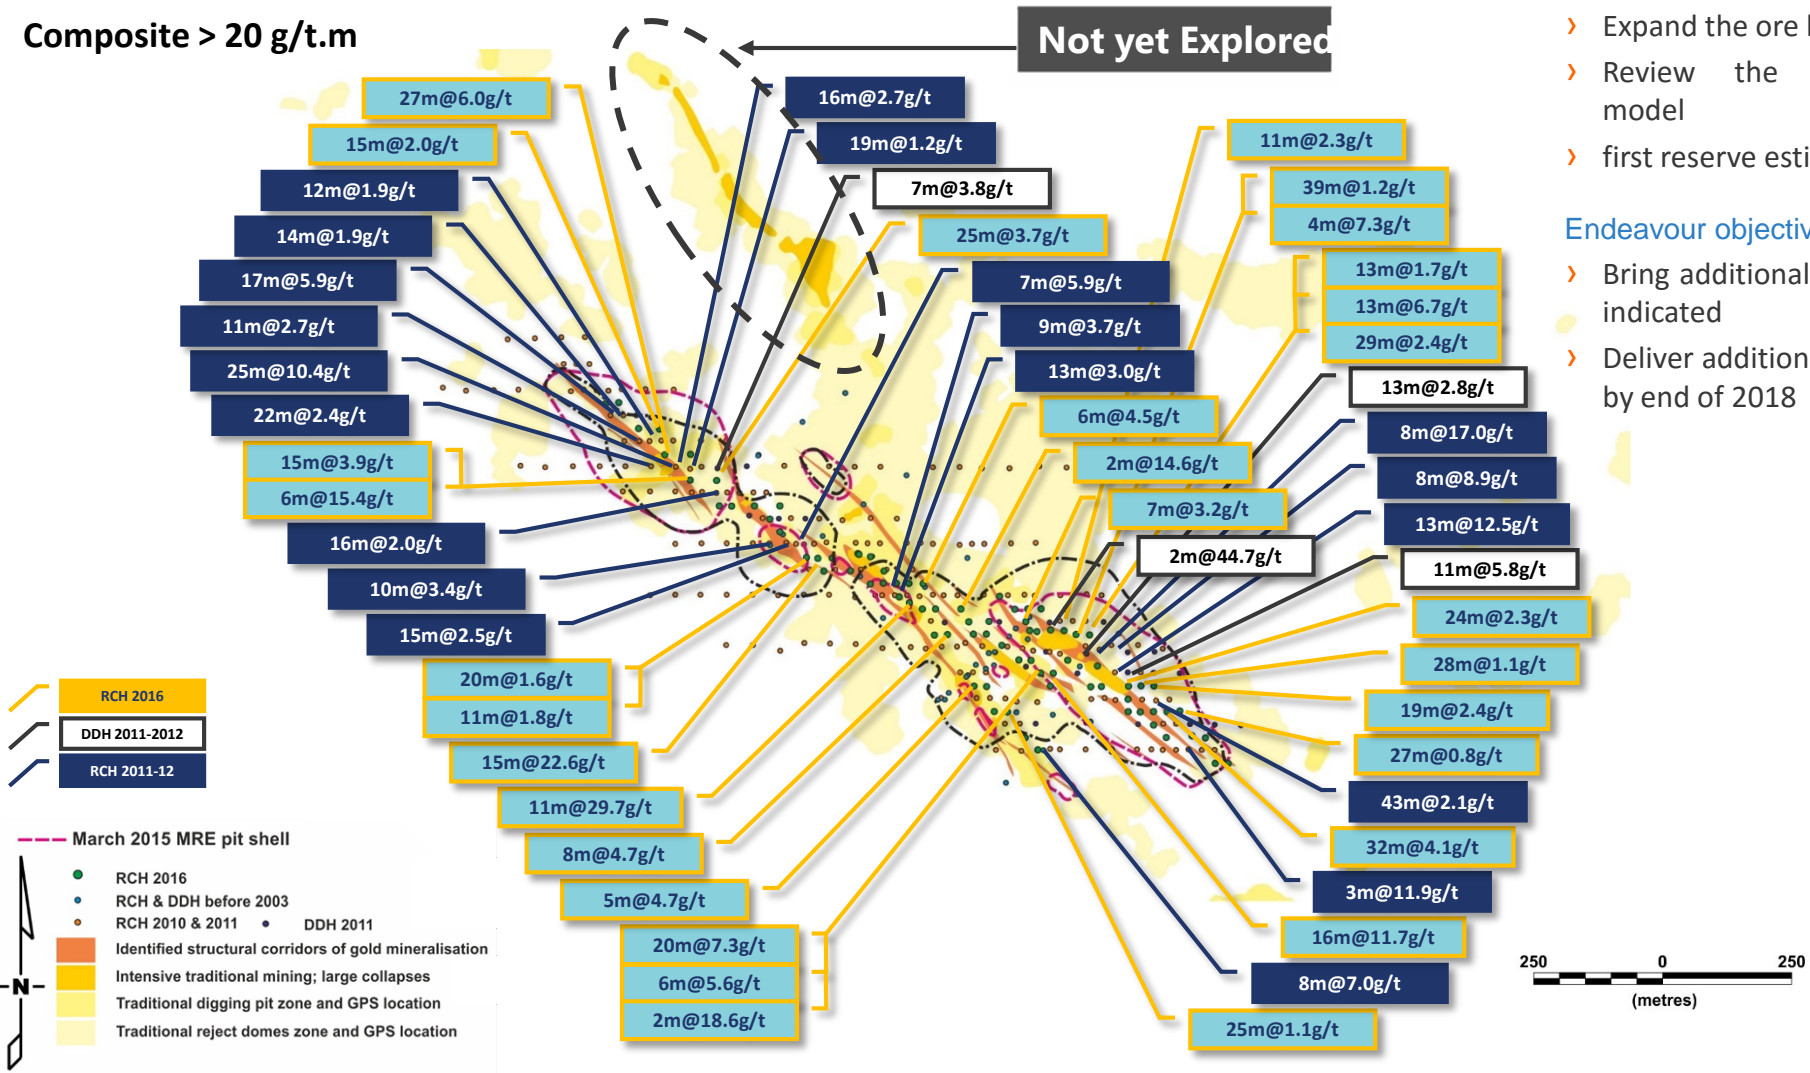 Composite > 20 g/t.m
Not yet Explored
27m@6.0g/t
15m@2.0g/t
12m@1.9g/t
14m@1.9g/t
17m@5.9g/t
11m@2.7g/t
25m@10.4g/t
22m@2.4g/t
15m@3.9g/t
6m@15.4g/t
16m@2.0g/t
10m@3.4g/t
15m@2.5g/t
20m@1.6g/t
11m@1.8g/t
15m@22.6g/t
11m@29.7g/t
8m@4.7g/t
5m@4.7g/t
20m@7.3g/t
6m@5.6g/t
2m@18.6g/t
16m@2.7g/t
19m@1.2g/t
7m@3.8g/t
25m@3.7g/t
7m@5.9g/t
9m@3.7g/t
13m@3.0g/t
6m@4.5g/t
2m@14.6g/t
7m@3.2g/t
2m@44.7g/t
11m@2.3g/t
39m@1.2g/t
4m@7.3g/t
13m@1.7g/t
13m@6.7g/t
29m@2.4g/t
13m@2.8g/t
8m@17.0g/t
8m@8.9g/t
13m@12.5g/t
11m@5.8g/t
24m@2.3g/t
28m@1.1g/t
19m@2.4g/t
27m@0.8g/t
43m@2.1g/t
32m@4.1g/t
3m@11.9g/t
16m@11.7g/t
8m@7.0g/t
25m@1.1g/t
› Expand the ore
› Review the
model
› first reserve esti
Endeavour objectiv
› Bring additional
indicated
› Deliver addition
by end of 2018
RCH 2016
DDH 2011-2012
RCH 2011-12
March 2015 MRE pit shell
RCH 2016
RCH & DDH before 2003
RCH 2010 & 2011 DDH 2011
Identified structural corridors of gold mineralisation
Intensive traditional mining; large collapses
Traditional digging pit zone and GPS location
Traditional reject domes zone and GPS location
N
250 0 250
(metres)